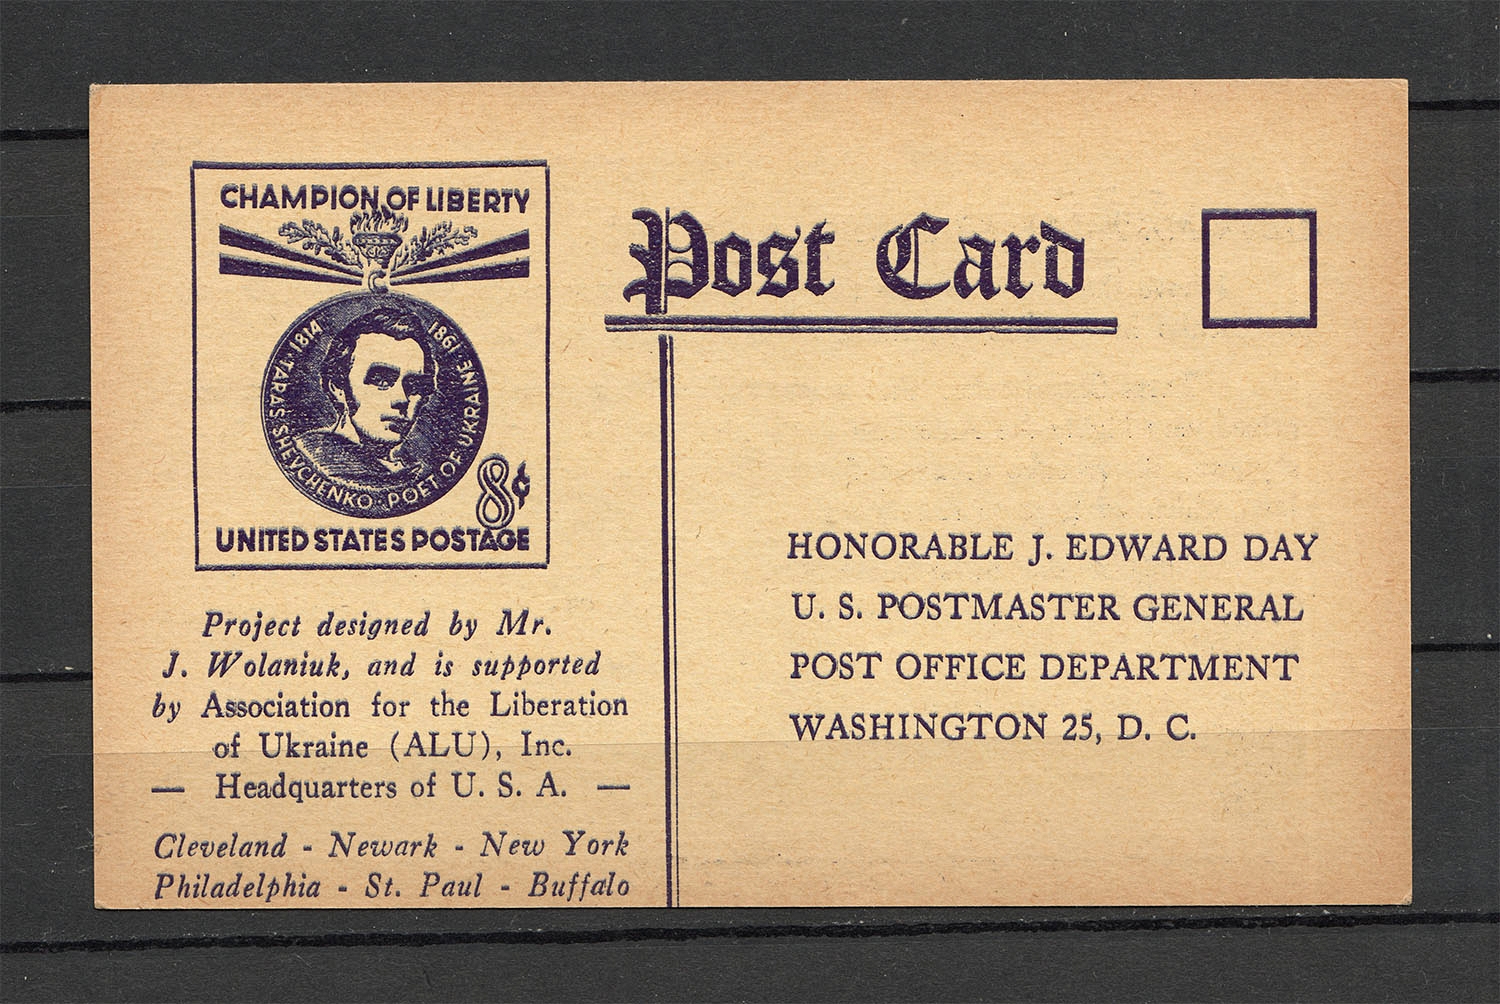 CHAMPION OF LIBERTY
1814 · TARAS SHEVCHENKO · POET OF UKRAINE · 1861
8¢
UNITED STATES POSTAGE
Project designed by Mr.
J. Wolaniuk, and is supported
by Association for the Liberation
of Ukraine (ALU), Inc.
— Headquarters of U. S. A. —
Cleveland - Newark - New York
Philadelphia - St. Paul - Buffalo
Post Card
HONORABLE J. EDWARD DAY
U. S. POSTMASTER GENERAL
POST OFFICE DEPARTMENT
WASHINGTON 25, D. C.